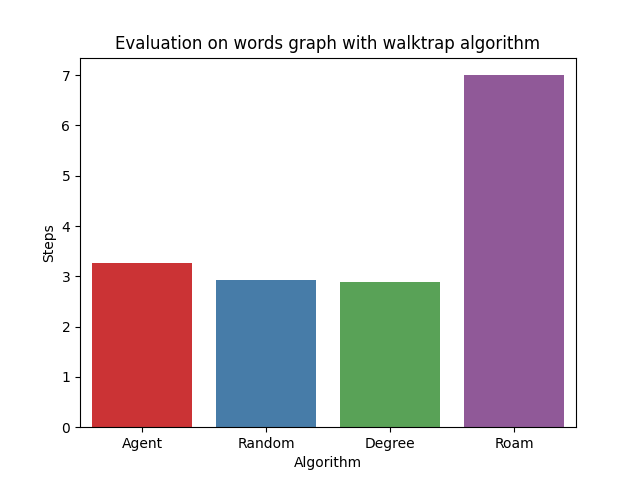 Evaluation on words graph with walktrap algorithm
7
6
5
4
3
2
1
0
Steps
Agent Random Degree Roam
Algorithm